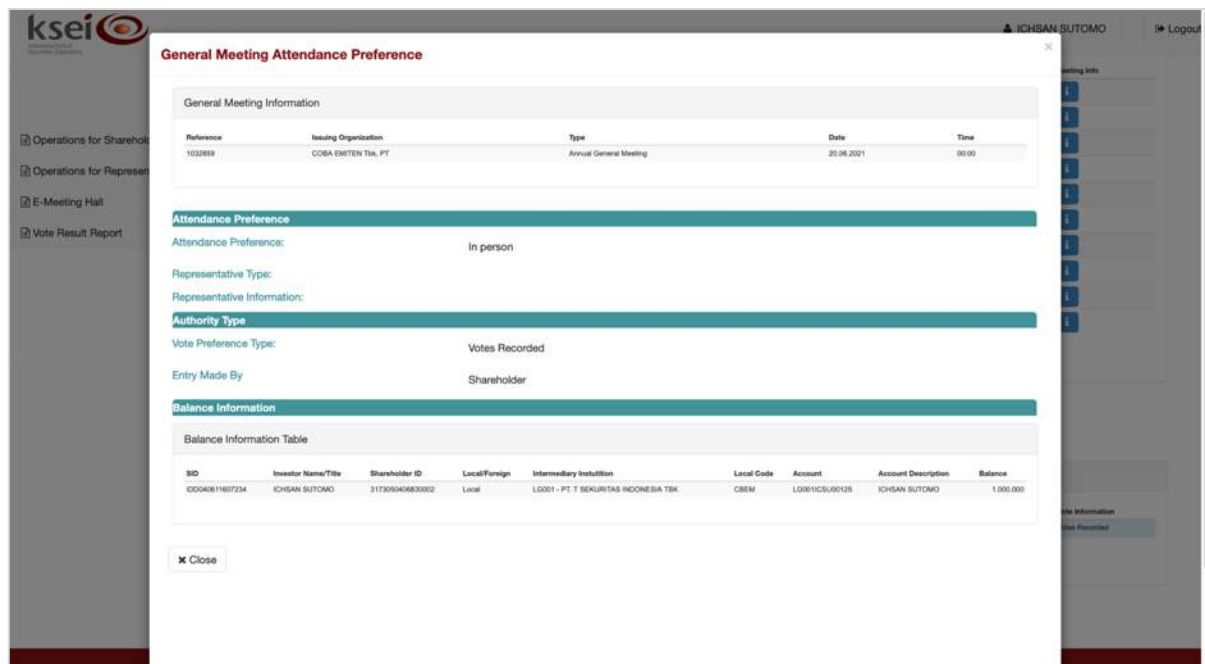 ksei
ICHSAN SUTOMO
Logout
General Meeting Attendance Preference
×
eeting Info
General Meeting Information
Reference Issuing Organization Type Date Time
1032859 COBA EMITEN Tbk, PT Annual General Meeting 20.06.2021 00:00
Operations for Sharehol
Operations for Represen
E-Meeting Hall
Vote Result Report
Attendance Preference
Attendance Preference: In person
Representative Type:
Representative Information:
Authority Type
Vote Preference Type: Votes Recorded
Entry Made By Shareholder
Balance Information
Balance Information Table
SID Investor Name/Title Shareholder ID Local/Foreign Intermediary Instutition Local Code Account Account Description Balance
IDD040611607234 ICHSAN SUTOMO 3173050406830002 Local LG001 - PT. T SEKURITAS INDONESIA TBK CBEM LG001ICSU00125 ICHSAN SUTOMO 1.000.000
Information
Recorded
Close